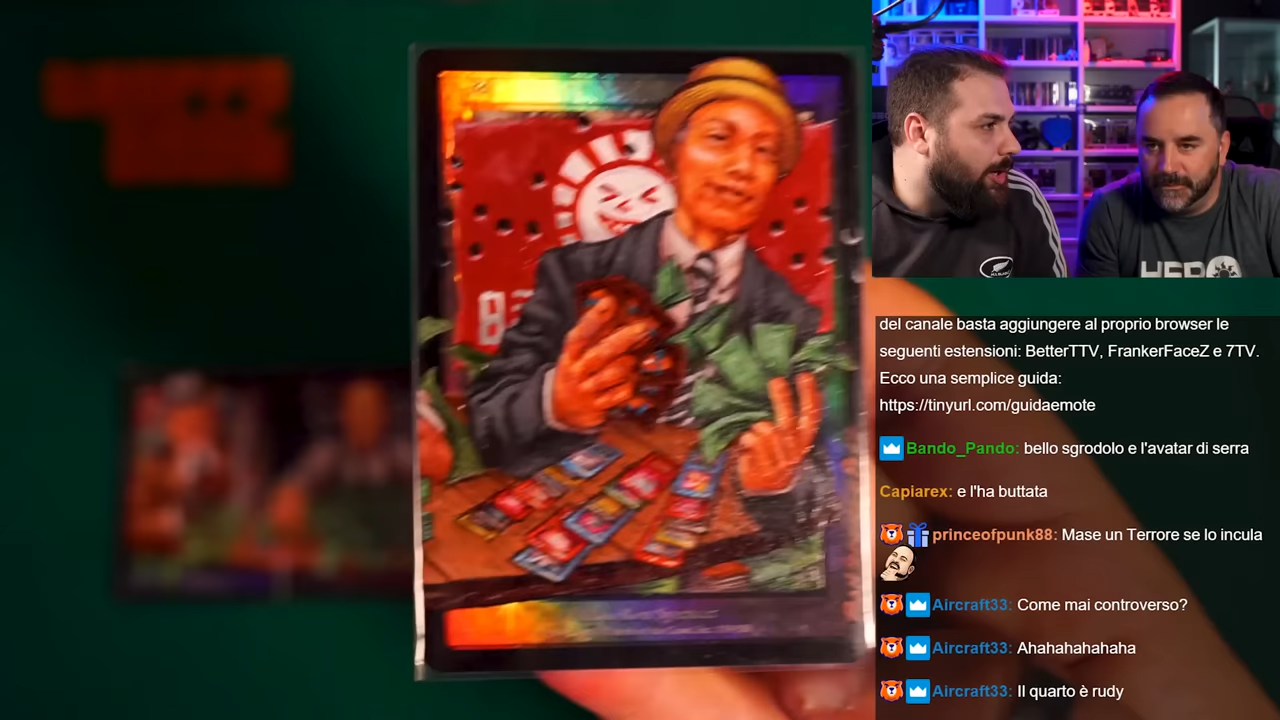 del canale basta aggiungere al proprio browser le
seguenti estensioni: BetterTTV, FrankerFaceZ e 7TV.
Ecco una semplice guida:
https://tinyurl.com/guidaemote
Bando_Pando: bello sgrodolo e l'avatar di serra
Capiarex: e l'ha buttata
princeofpunk88: Mase un Terrore se lo incula
Aircraft33: Come mai controverso?
Aircraft33: Ahahahahahaha
Aircraft33: Il quarto è rudy